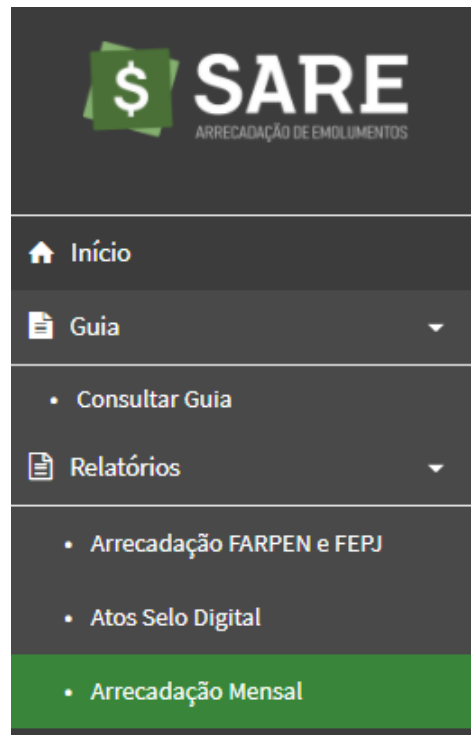 $ SARE
ARRECADAÇÃO DE EMOLUMENTOS
Início
Guia
• Consultar Guia
Relatórios
• Arrecadação FARPEN e FEPJ
• Atos Selo Digital
• Arrecadação Mensal